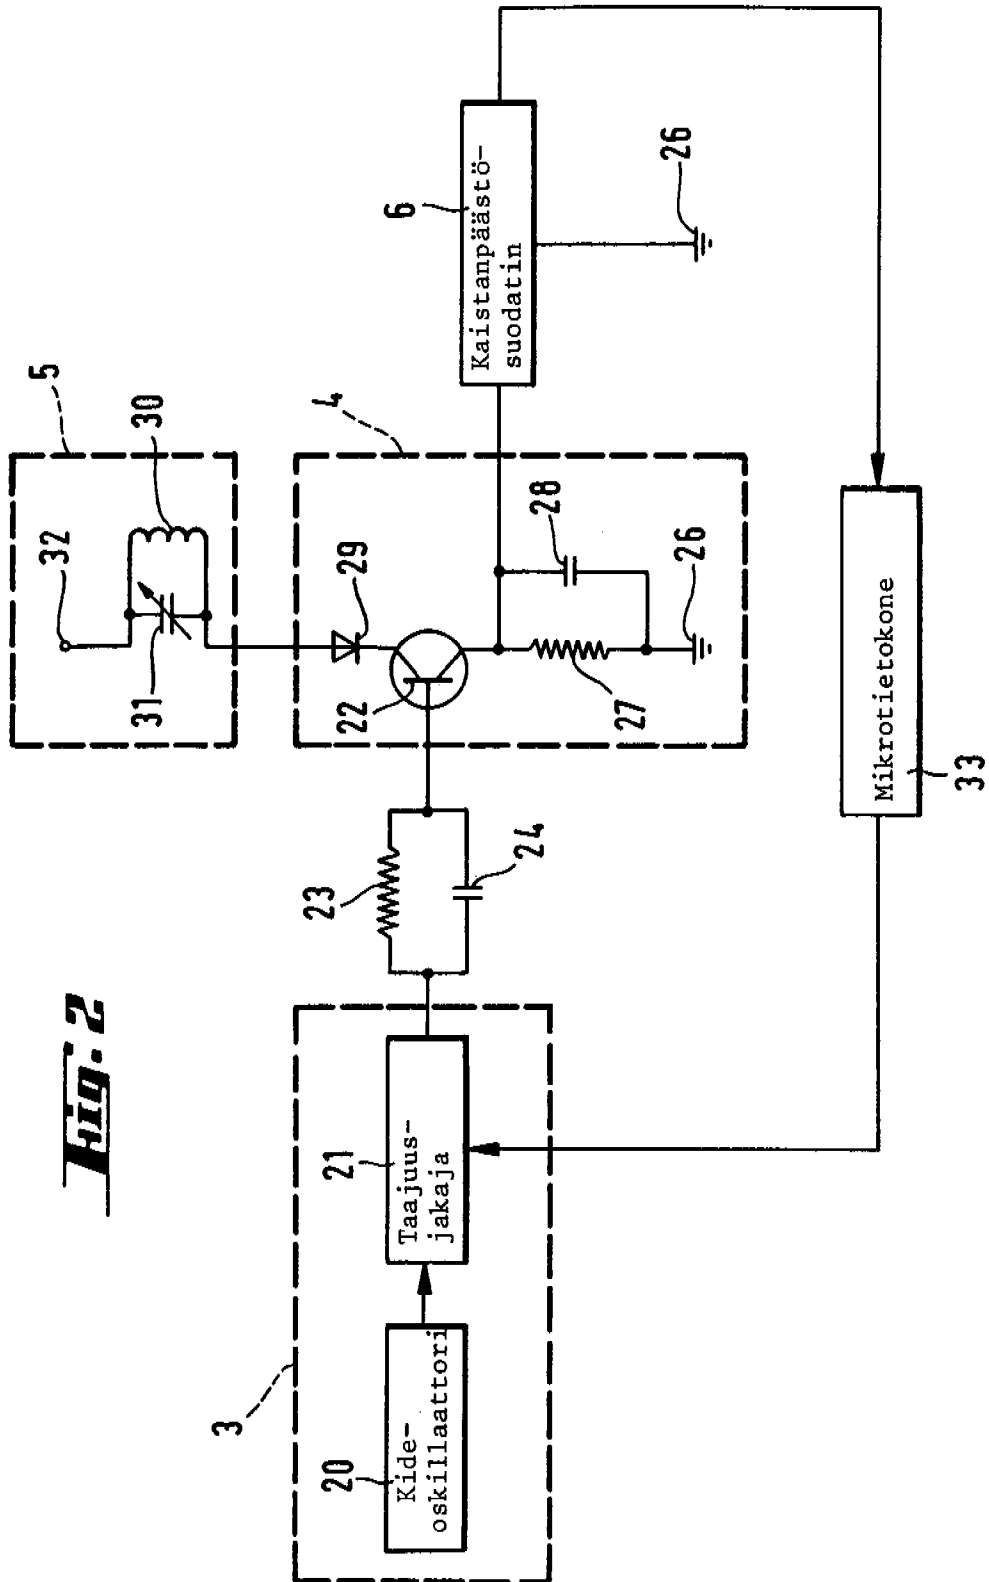 Fig. 2
3
20
Kide-
oskillaattori
21
Taajuus-
jakaja
23
24
5
32
31
30
4
29
22
28
27
26
6
Kaistanpäästö-
suodatin
26
Mikrotietokone
33